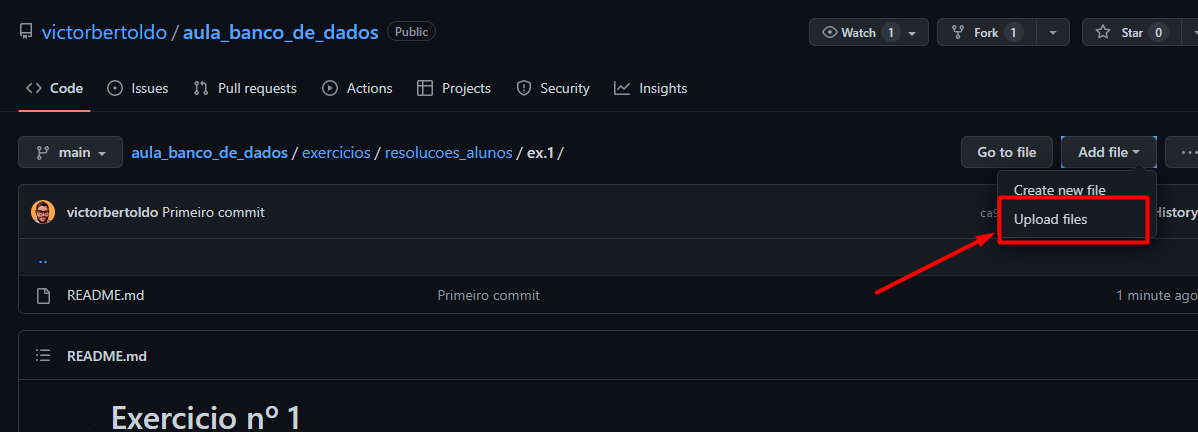 victorbertoldo / aula_banco_de_dados Public Watch 1 Fork 1 Star 0
Code Issues Pull requests Actions Projects Security Insights
main aula_banco_de_dados / exercicios / resolucoes_alunos / ex.1 / Go to file Add file ...
Create new file
victorbertoldo Primeiro commit ca9 History
Upload files
..
README.md Primeiro commit 1 minute ago
README.md
Exercicio nº 1